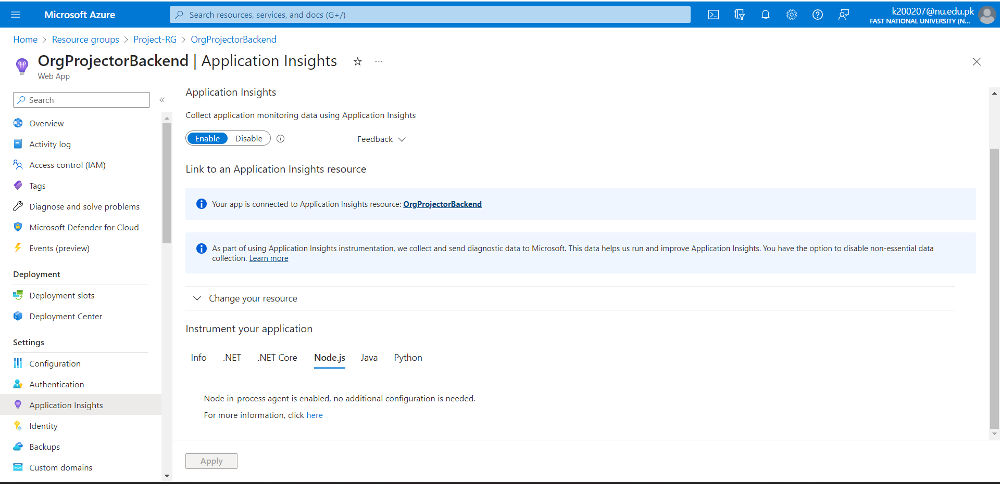 Microsoft Azure
Search resources, services, and docs (G+/)
k200207@nu.edu.pk
FAST NATIONAL UNIVERSITY (N...
Home > Resource groups > Project-RG > OrgProjectorBackend
OrgProjectorBackend | Application Insights
Web App
Search
Overview
Activity log
Access control (IAM)
Tags
Diagnose and solve problems
Microsoft Defender for Cloud
Events (preview)
Deployment
Deployment slots
Deployment Center
Settings
Configuration
Authentication
Application Insights
Identity
Backups
Custom domains
Application Insights
Collect application monitoring data using Application Insights
Enable Disable
Feedback
Link to an Application Insights resource
Your app is connected to Application Insights resource: OrgProjectorBackend
As part of using Application Insights instrumentation, we collect and send diagnostic data to Microsoft. This data helps us run and improve Application Insights. You have the option to disable non-essential data
collection. Learn more
Change your resource
Instrument your application
Info .NET .NET Core Node.js Java Python
Node in-process agent is enabled, no additional configuration is needed.
For more information, click here
Apply